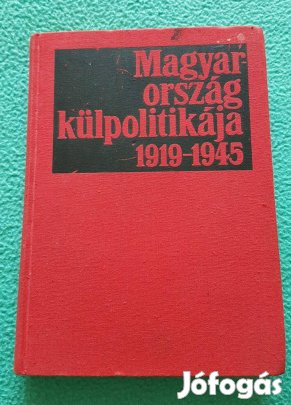 Magyar-
ország
külpolitikája
1919-1945
Jófogás